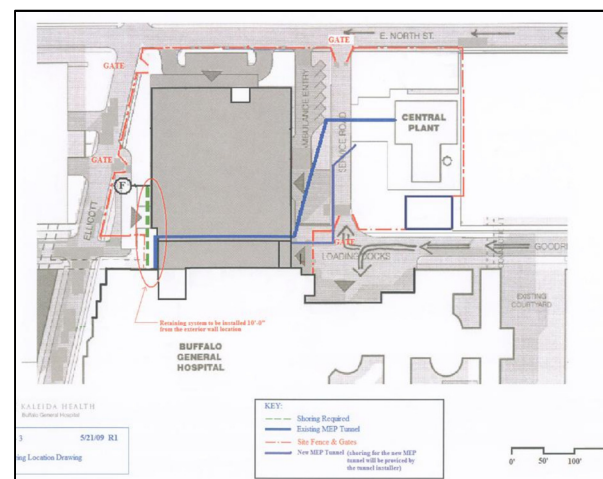 E. NORTH ST.
GATE
GATE
GATE
AMBULANCE ENTRY
SERVICE ROAD
CENTRAL
PLANT
GATE
F
ELLICOTT
GATE
LOADING DOCKS
GOODR
EXISTING
COURTYARD
Retaining system to be installed 10'-0"
from the exterior wall location
BUFFALO
GENERAL
HOSPITAL
KALEIDA HEALTH
Buffalo General Hospital
3 5/21/09 R1
ing Location Drawing
KEY:
Shoring Required
Existing MEP Tunnel
Site Fence & Gates
New MEP Tunnel (shoring for the new MEP
tunnel will be provided by
the tunnel installer)
0' 50' 100'